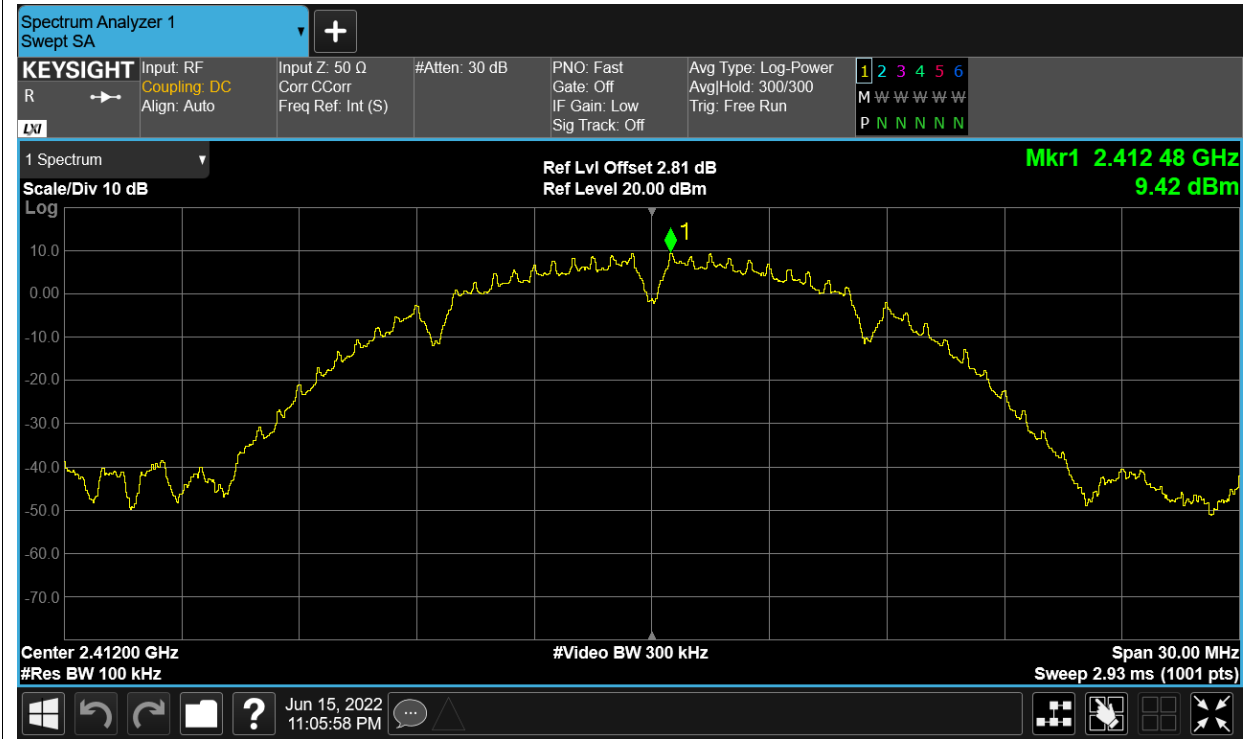 Spectrum Analyzer 1
Swept SA
KEYSIGHT
R
LXI
Input: RF
Coupling: DC
Align: Auto
Input Z: 50 Ω
Corr CCorr
Freq Ref: Int (S)
#Atten: 30 dB
PNO: Fast
Gate: Off
IF Gain: Low
Sig Track: Off
Avg Type: Log-Power
Avg|Hold: 300/300
Trig: Free Run
1 2 3 4 5 6
M W W W W W
P N N N N N
1 Spectrum
Scale/Div 10 dB
Log
Ref Lvl Offset 2.81 dB
Ref Level 20.00 dBm
Mkr1 2.412 48 GHz
9.42 dBm
1
10.0
0.00
-10.0
-20.0
-30.0
-40.0
-50.0
-60.0
-70.0
Center 2.41200 GHz
#Res BW 100 kHz
#Video BW 300 kHz
Span 30.00 MHz
Sweep 2.93 ms (1001 pts)
?
Jun 15, 2022
11:05:58 PM